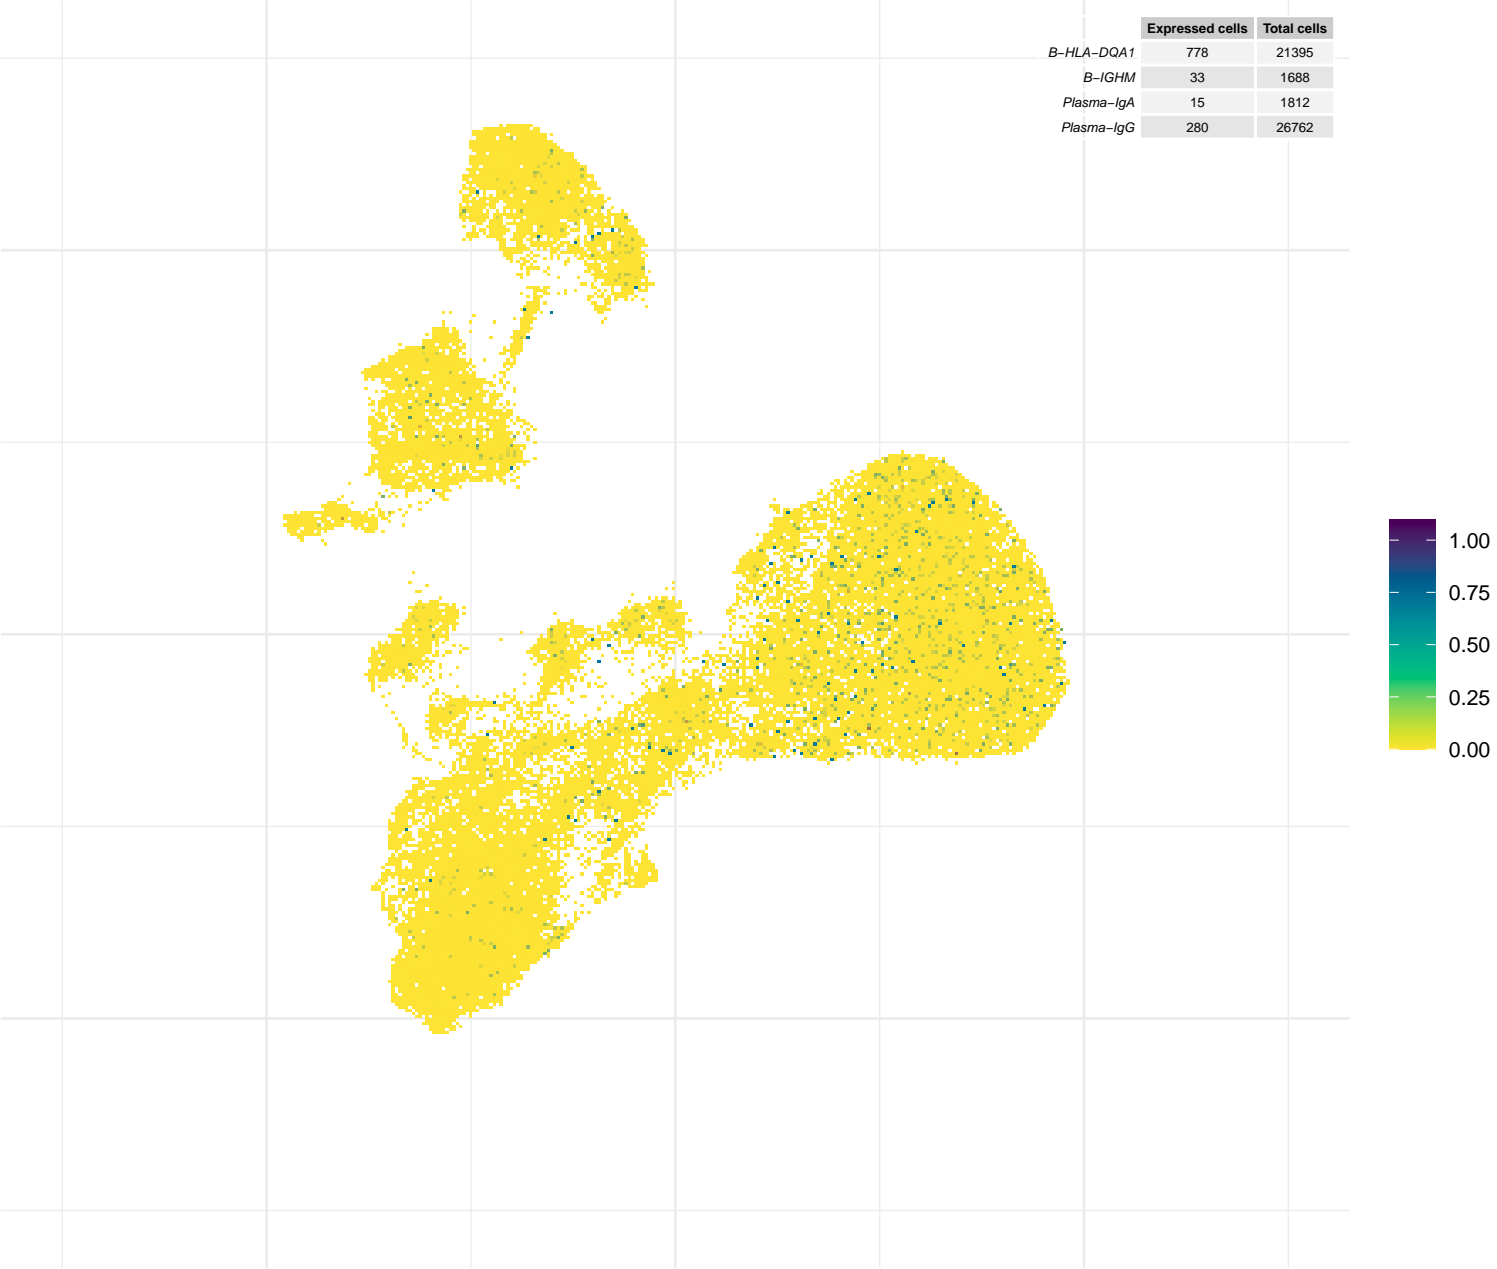 Expressed cells Total cells
B−HLA−DQA1 778 21395
B−IGHM 33 1688
Plasma−IgA 15 1812
Plasma−IgG 280 26762
1.00
0.75
0.50
0.25
0.00